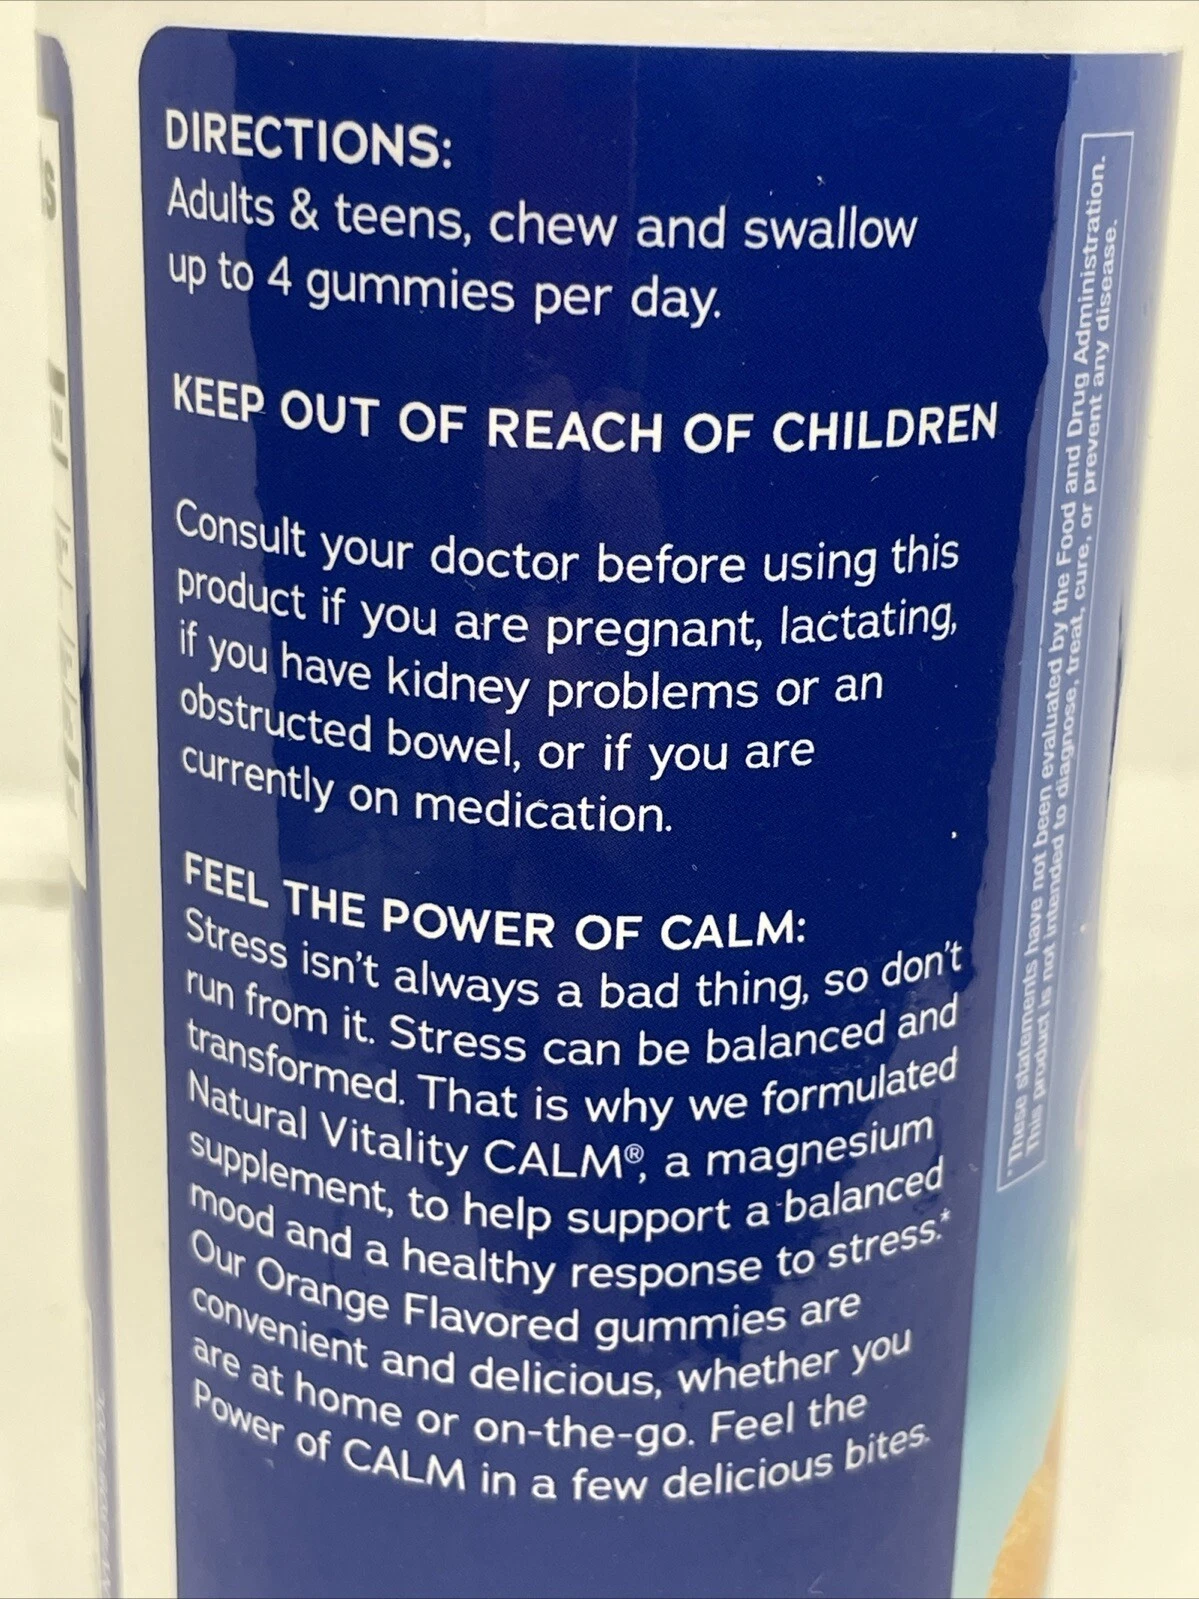 DIRECTIONS:
Adults & teens, chew and swallow
up to 4 gummies per day.
KEEP OUT OF REACH OF CHILDREN
Consult your doctor before using this
product if you are pregnant, lactating,
if you have kidney problems or an
obstructed bowel, or if you are
currently on medication.
FEEL THE POWER OF CALM:
Stress isn't always a bad thing, so don't
run from it. Stress can be balanced and
transformed. That is why we formulated
Natural Vitality CALM®, a magnesium
supplement, to help support a balanced
mood and a healthy response to stress.*
Our Orange Flavored gummies are
convenient and delicious, whether you
are at home or on-the-go. Feel the
Power of CALM in a few delicious bites.
*These statements have not been evaluated by the Food and Drug Administration.
This product is not intended to diagnose, treat, cure, or prevent any disease.